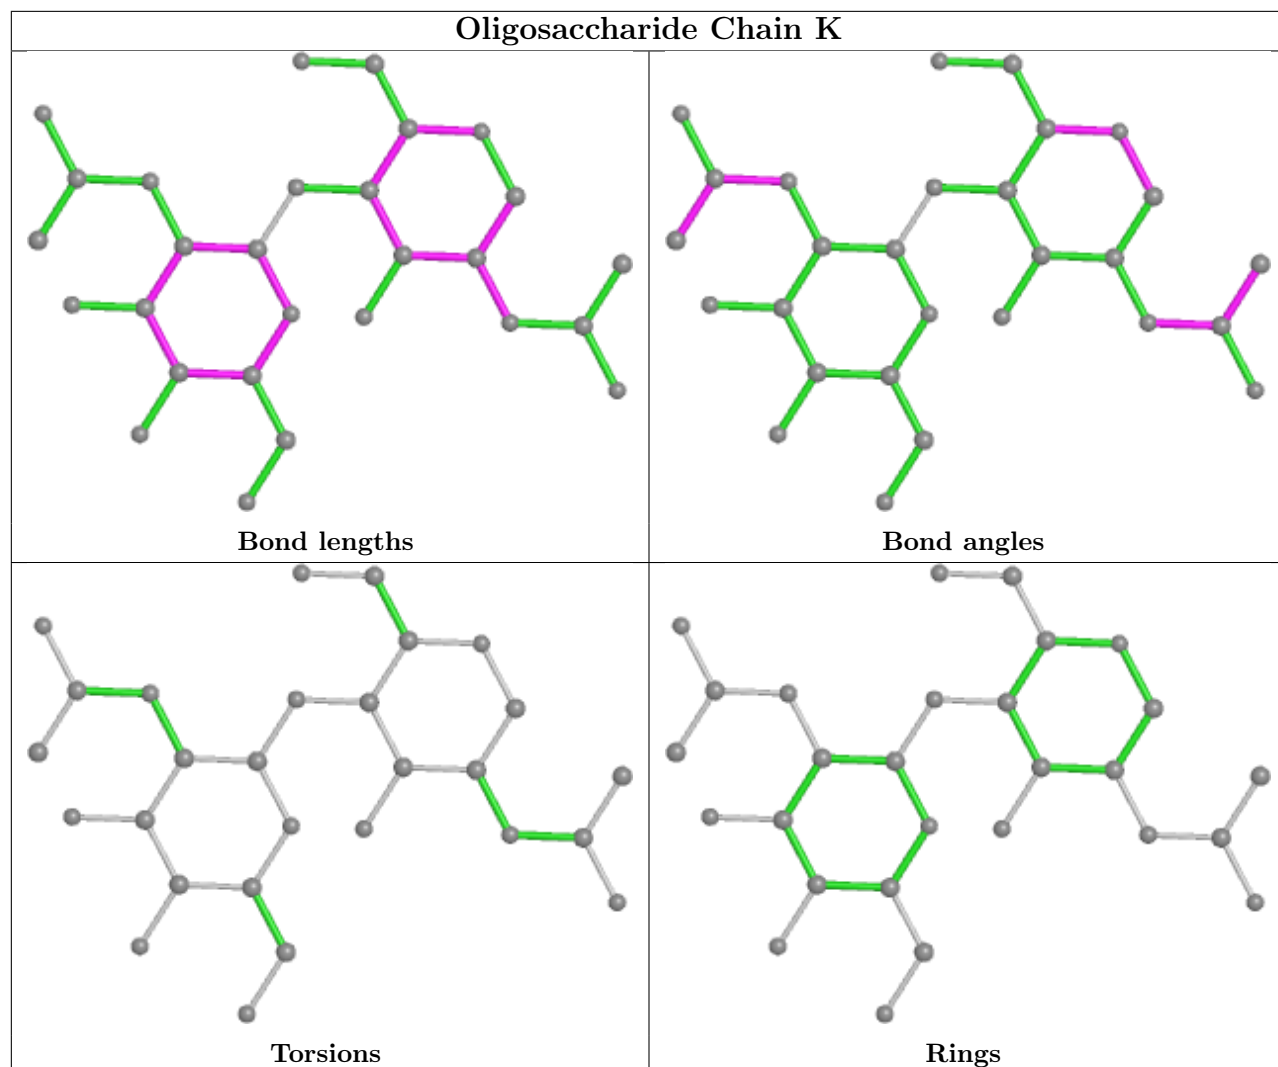 Oligosaccharide Chain K
Bond lengths
Bond angles
Torsions
Rings